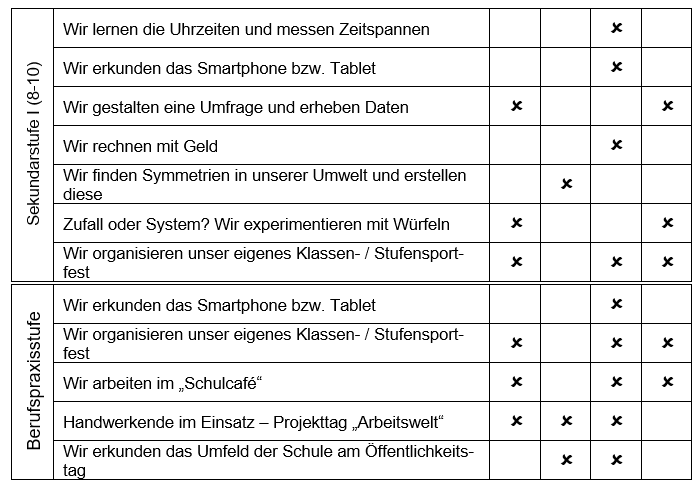 Sekundarstufe I (8-10)
Wir lernen die Uhrzeiten und messen Zeitspannen
✘
Wir erkunden das Smartphone bzw. Tablet
✘
Wir gestalten eine Umfrage und erheben Daten
✘ ✘
Wir rechnen mit Geld
✘
Wir finden Symmetrien in unserer Umwelt und erstellen
diese
✘
Zufall oder System? Wir experimentieren mit Würfeln
✘ ✘
Wir organisieren unser eigenes Klassen- / Stufensport-
fest
✘ ✘ ✘
Berufspraxisstufe
Wir erkunden das Smartphone bzw. Tablet
✘
Wir organisieren unser eigenes Klassen- / Stufensport-
fest
✘ ✘ ✘
Wir arbeiten im „Schulcafé“
✘ ✘ ✘
Handwerkende im Einsatz – Projekttag „Arbeitswelt“
✘ ✘ ✘
Wir erkunden das Umfeld der Schule am Öffentlichkeits-
tag
✘ ✘